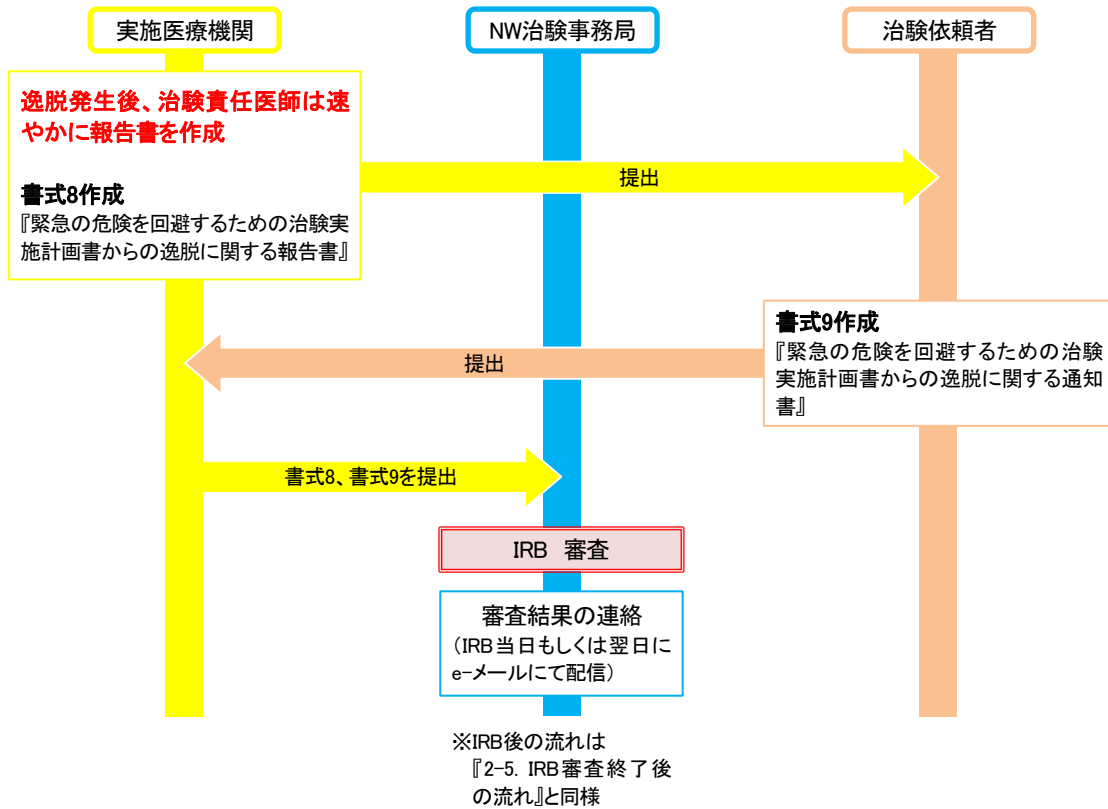 実施医療機関
NW治験事務局
治験依頼者
逸脱発生後、治験責任医師は速
やかに報告書を作成
書式8作成
『緊急の危険を回避するための治験実
施計画書からの逸脱に関する報告書』
提出
書式9作成
『緊急の危険を回避するための治験
実施計画書からの逸脱に関する通知
書』
提出
書式8、書式9を提出
IRB 審査
審査結果の連絡
(IRB当日もしくは翌日に
e-メールにて配信)
※IRB後の流れは
『2-5. IRB審査終了後
の流れ』と同様